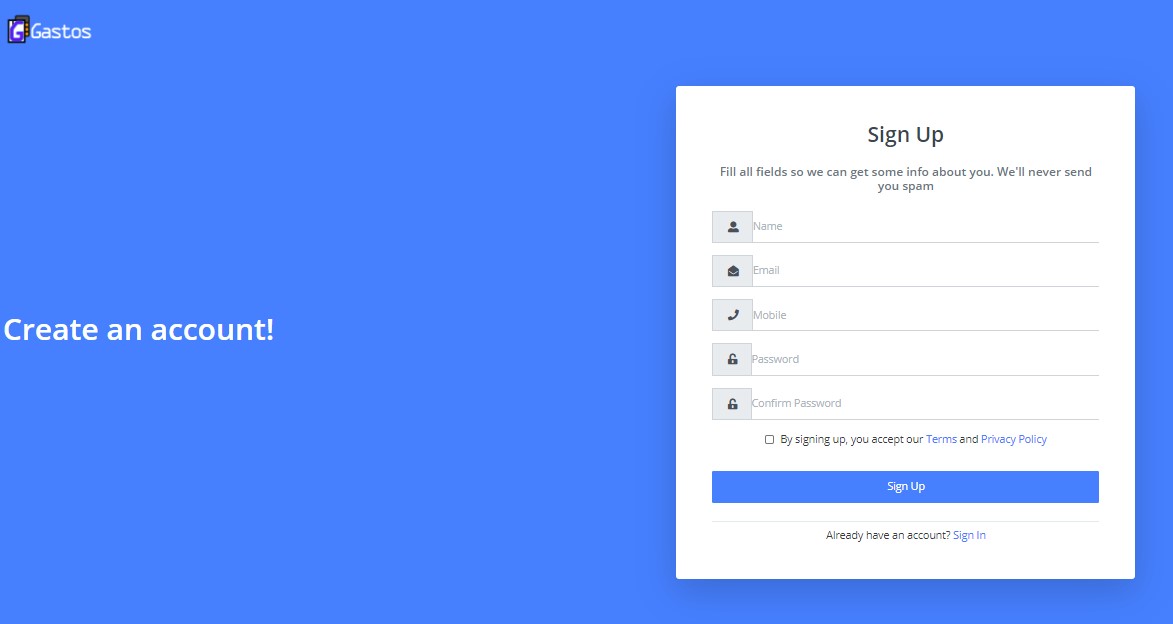 Gastos
Create an account!
Sign Up
Fill all fields so we can get some info about you. We'll never send
you spam
Name
Email
Mobile
Password
Confirm Password
By signing up, you accept our Terms and Privacy Policy
Sign Up
Already have an account? Sign In